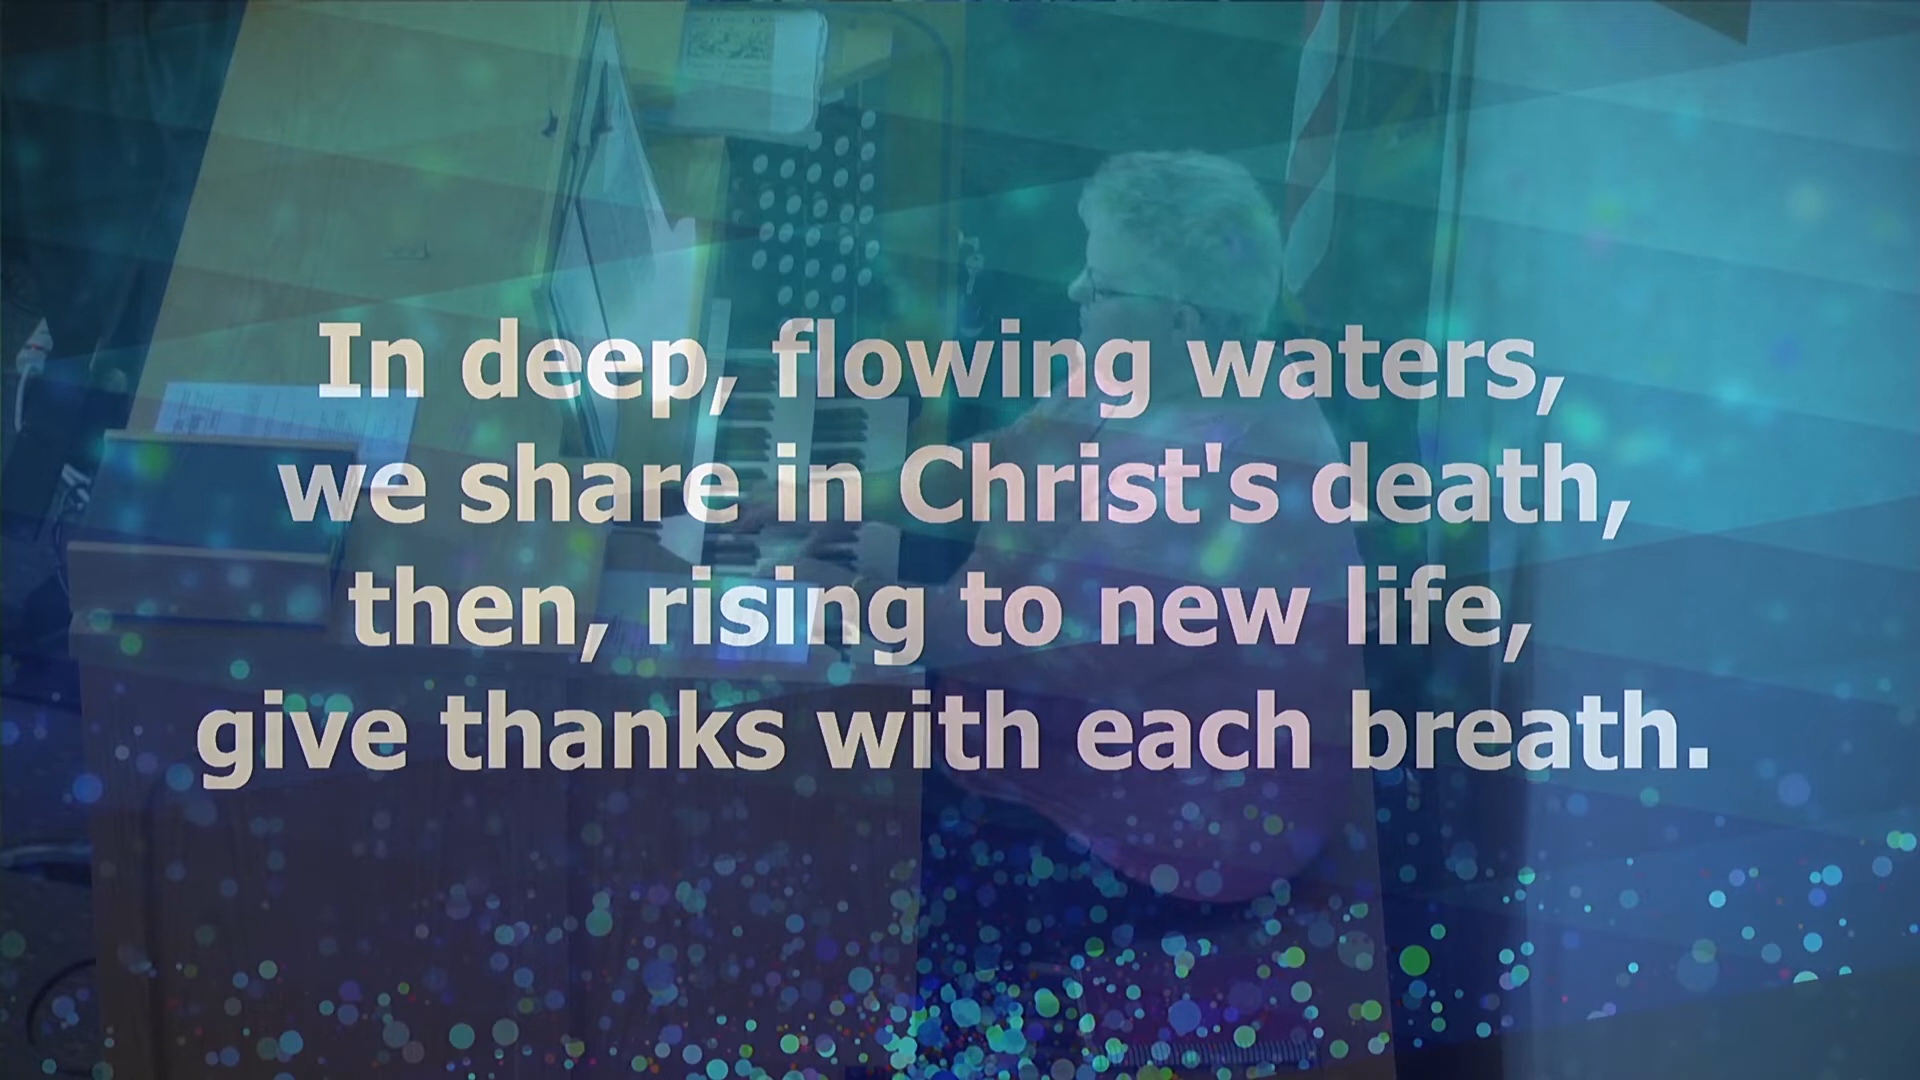 In deep, flowing waters,
we share in Christ's death,
then, rising to new life,
give thanks with each breath.